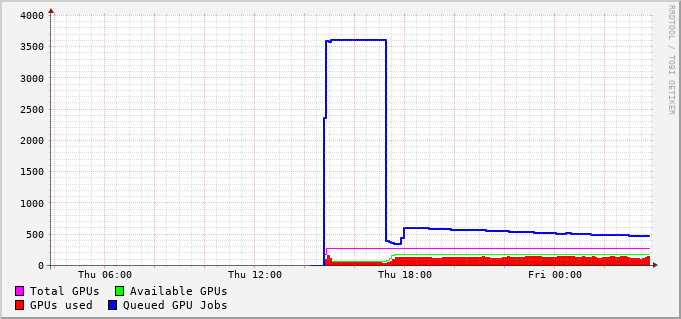 4000
3500
3000
2500
2000
1500
1000
500
0
Thu 06:00 Thu 12:00 Thu 18:00 Fri 00:00
Total GPUs Available GPUs
GPUs used Queued GPU Jobs
RRDTOOL / TOBI OETIKER